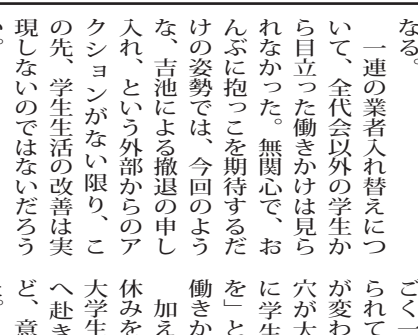 なる。
　一連の業者入れ替えにつ
いて、全代会以外の学生か
ら目立った働きかけは見ら
れなかった。無関心で、お
んぶに抱っこを期待するだ
けの姿勢では、今回のよう
な、吉池による撤退の申し
入れ、という外部からのア
クションがない限り、こ
の先、学生生活の改善は実
現しないのではないだろう
ごく一
られて
が変わ
穴が大
に学生
を」と
働きか
　加え
休みを
大学生
へ赴き
ど、意